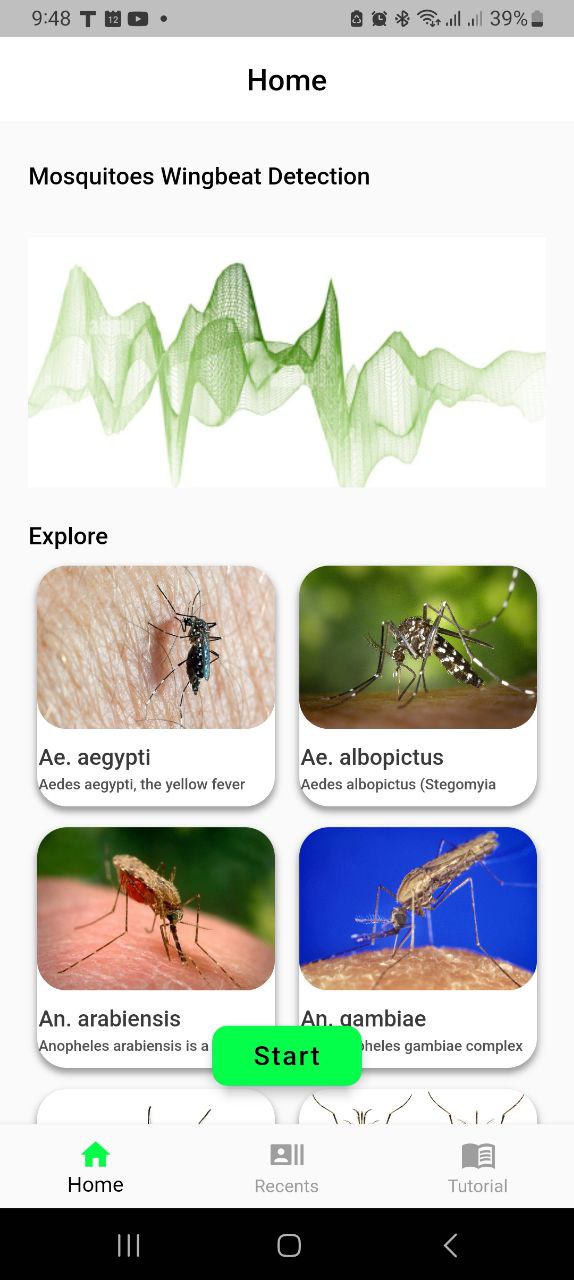 9:48 T 12 39%
Home
Mosquitoes Wingbeat Detection
Explore
Ae. aegypti
Aedes aegypti, the yellow fever
Ae. albopictus
Aedes albopictus (Stegomyia
An. arabiensis
Anopheles arabiensis is a
An. gambiae
pheles gambiae complex
Start
Home
Recents
Tutorial